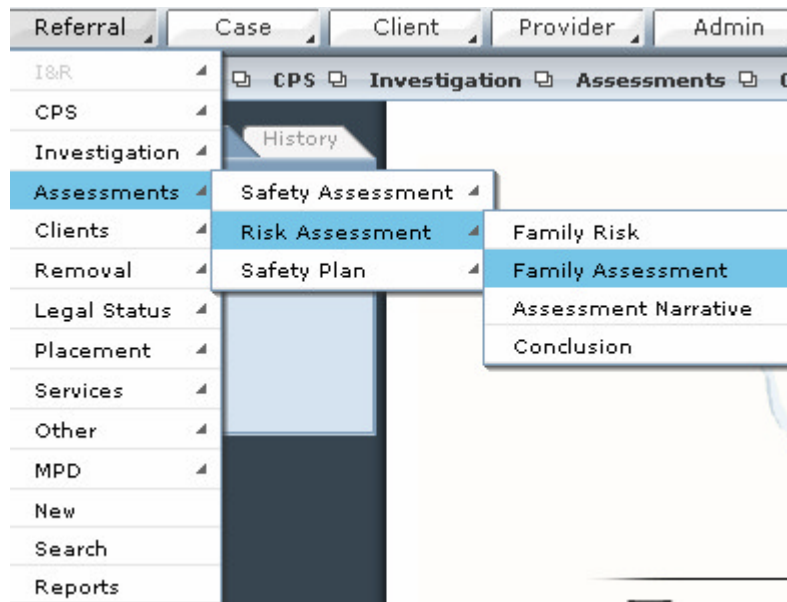 Referral Case Client Provider Admin
I&R
CPS Investigation Assessments
CPS
History
Investigation
Assessments
Safety Assessment
Clients
Risk Assessment
Family Risk
Removal
Safety Plan
Family Assessment
Legal Status
Assessment Narrative
Placement
Conclusion
Services
Other
MPD
New
Search
Reports